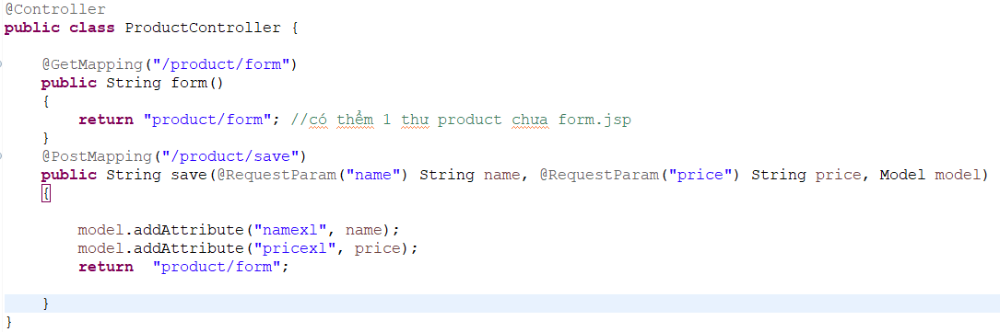 @Controller
public class ProductController {
@GetMapping("/product/form")
public String form()
{
return "product/form"; //có thểm 1 thư product chưa form.jsp
}
@PostMapping("/product/save")
public String save(@RequestParam("name") String name, @RequestParam("price") String price, Model model)
{
model.addAttribute("namexl", name);
model.addAttribute("pricexl", price);
return "product/form";
}
}